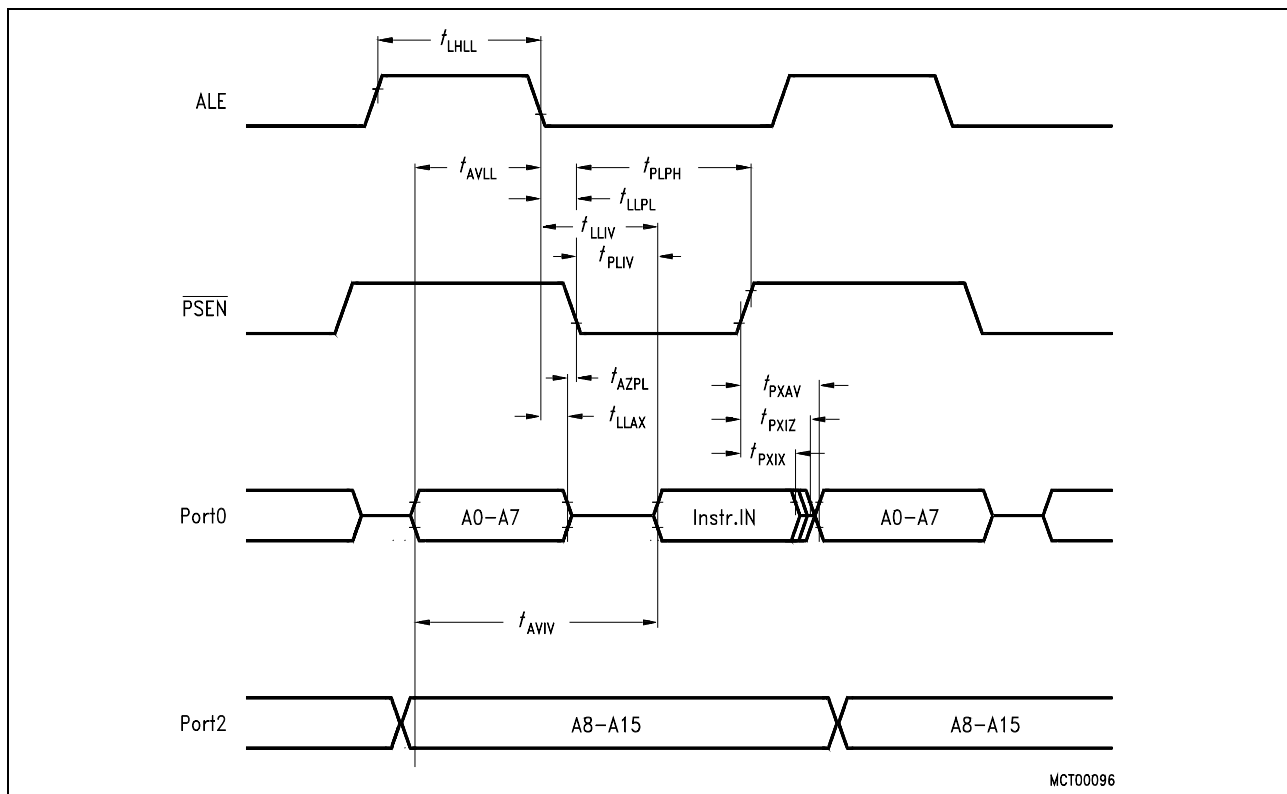 tLHLL
ALE
tAVLL tPLPH
tLLPL
tLLIV
tPLIV
PSEN
tAZPL tPXAV
tLLAX tPXIZ
tPXIX
Port0 A0-A7 Instr.IN A0-A7
tAVIV
Port2 A8-A15 A8-A15
MCT00096